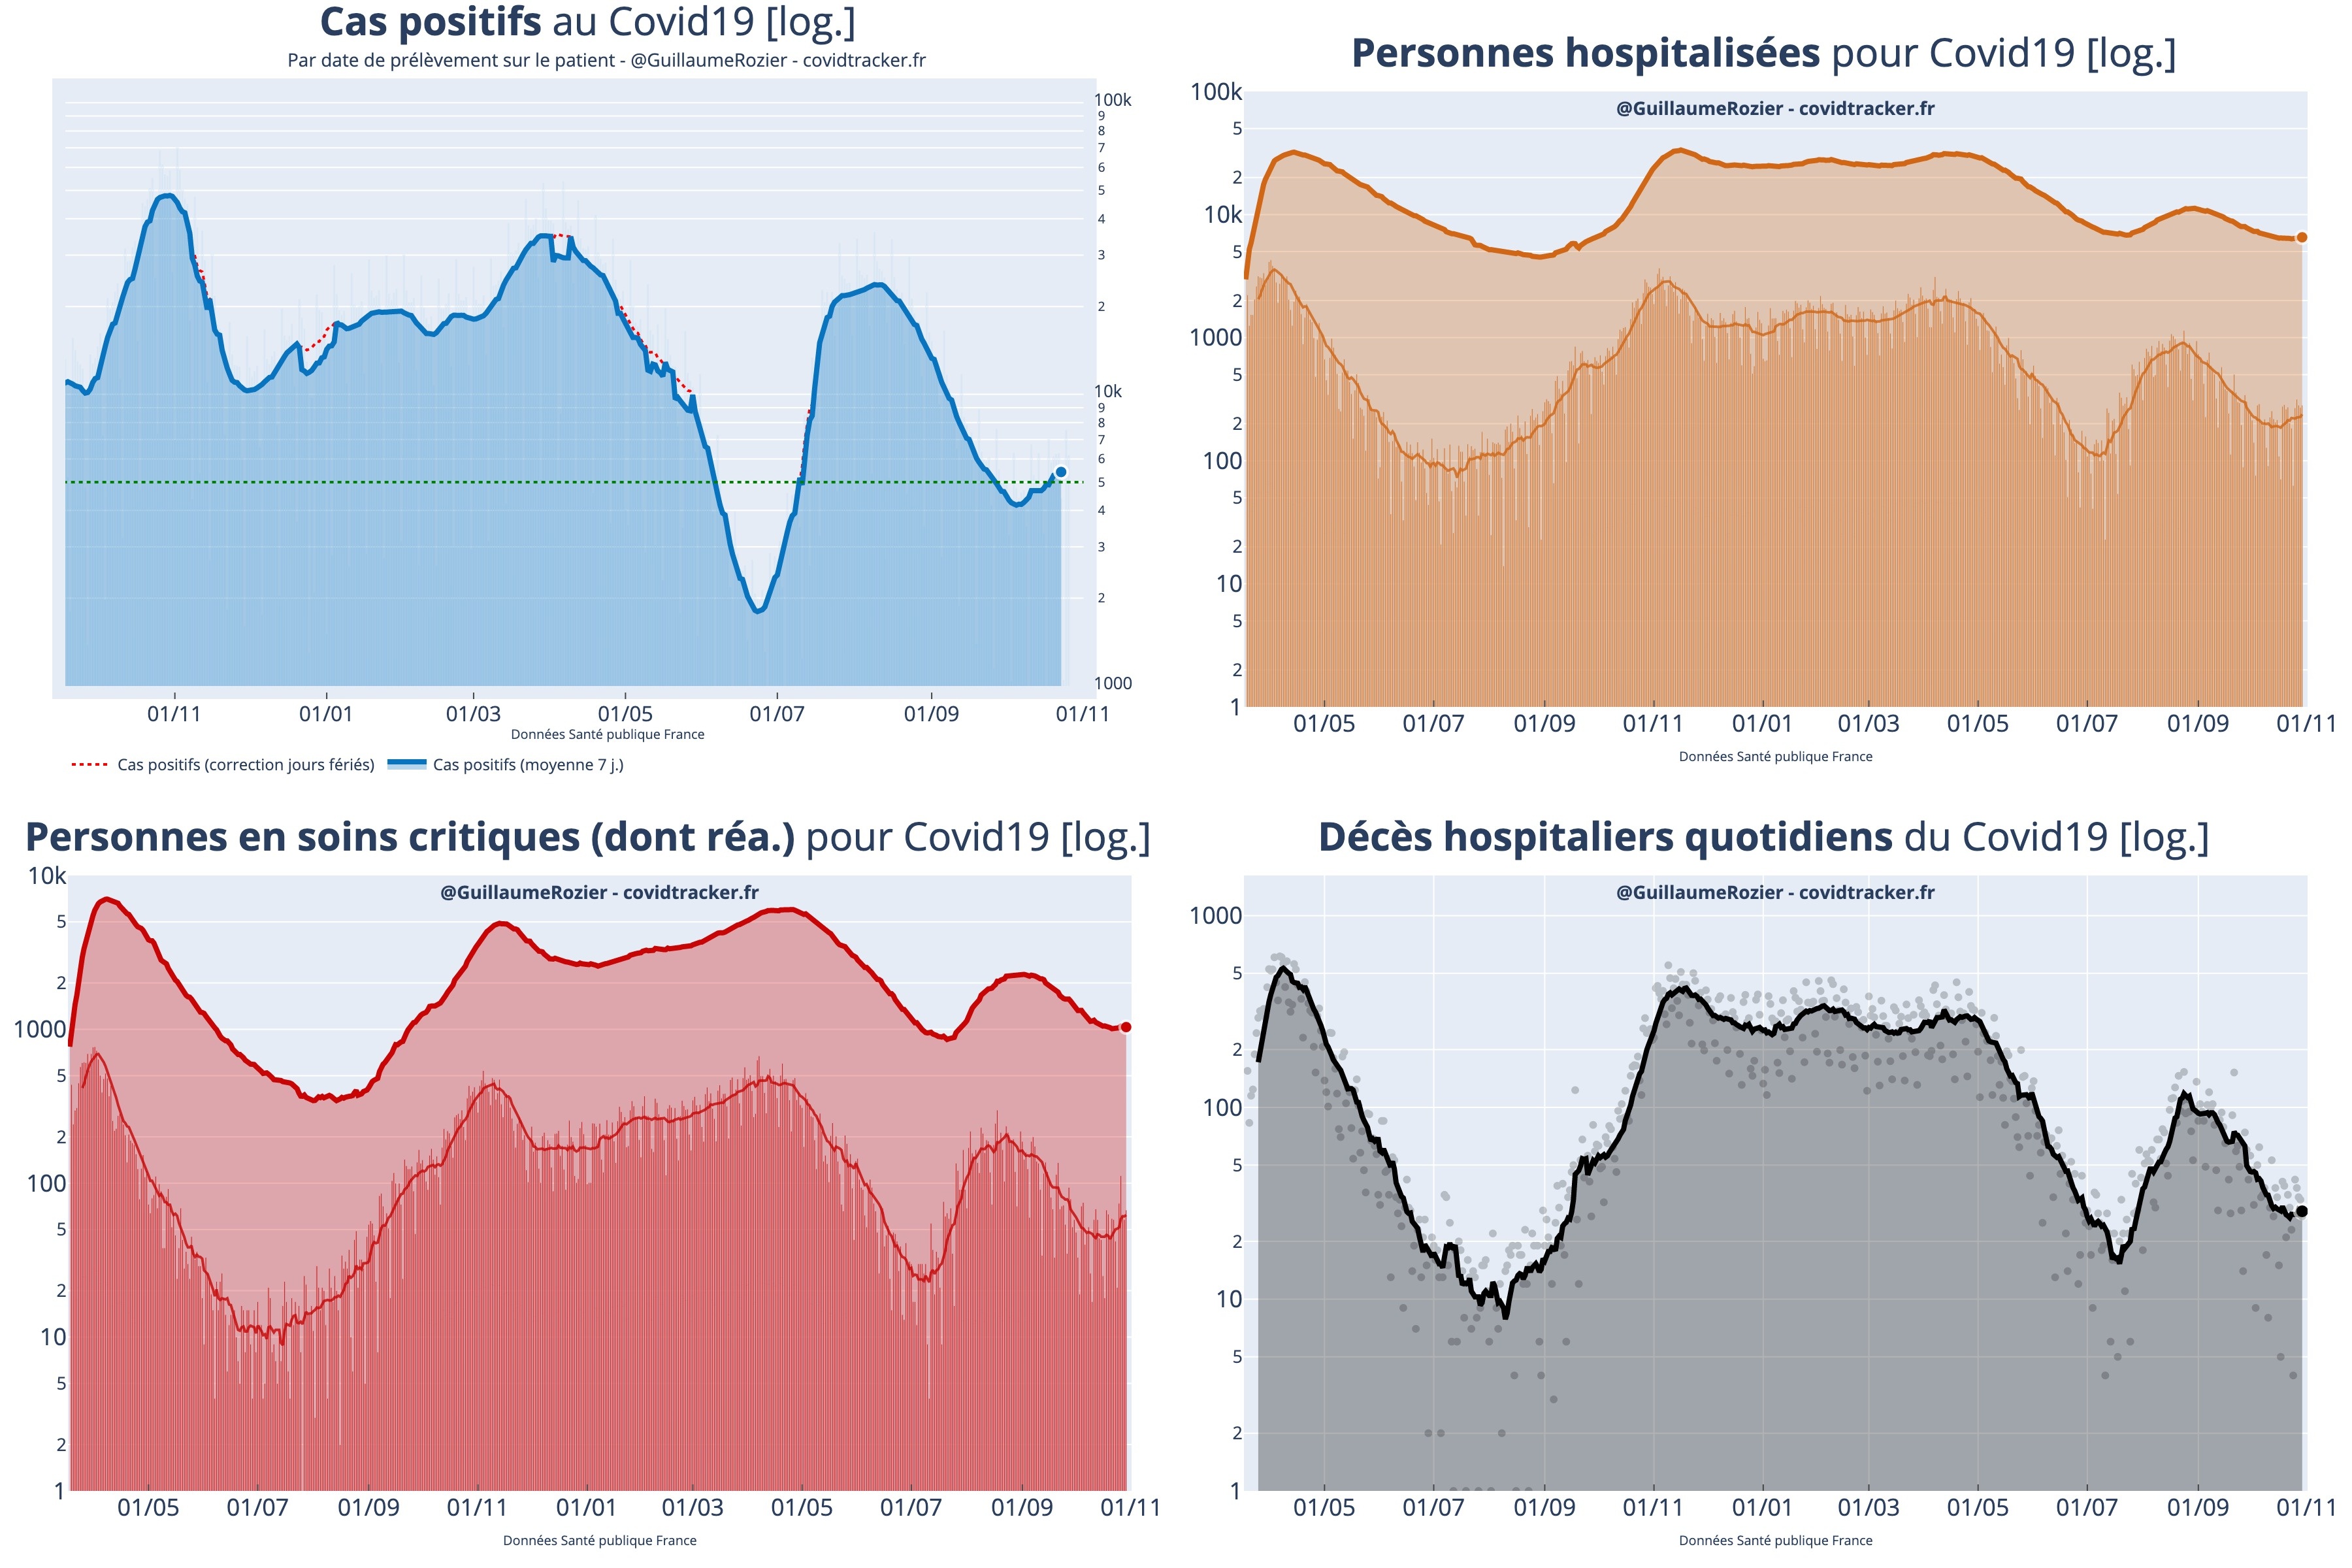 Cas positifs au Covid19 [log.]
Par date de prélèvement sur le patient - @GuillaumeRozier - covidtracker.fr
100k
9
8
7
6
5
4
3
2
10k
9
8
7
6
5
4
3
2
1000
01/11 01/01 01/03 01/05 01/07 01/09 01/11
Données Santé publique France
Cas positifs (correction jours fériés) Cas positifs (moyenne 7 j.)
Personnes hospitalisées pour Covid19 [log.]
@GuillaumeRozier - covidtracker.fr
100k
5
2
10k
5
2
1000
5
2
100
5
2
10
5
2
1
01/05 01/07 01/09 01/11 01/01 01/03 01/05 01/07 01/09 01/11
Données Santé publique France
Personnes en soins critiques (dont réa.) pour Covid19 [log.]
@GuillaumeRozier - covidtracker.fr
10k
5
2
1000
5
2
100
5
2
10
5
2
1
01/05 01/07 01/09 01/11 01/01 01/03 01/05 01/07 01/09 01/11
Données Santé publique France
Décès hospitaliers quotidiens du Covid19 [log.]
@GuillaumeRozier - covidtracker.fr
1000
5
2
100
5
2
10
5
2
1
01/05 01/07 01/09 01/11 01/01 01/03 01/05 01/07 01/09 01/11
Données Santé publique France